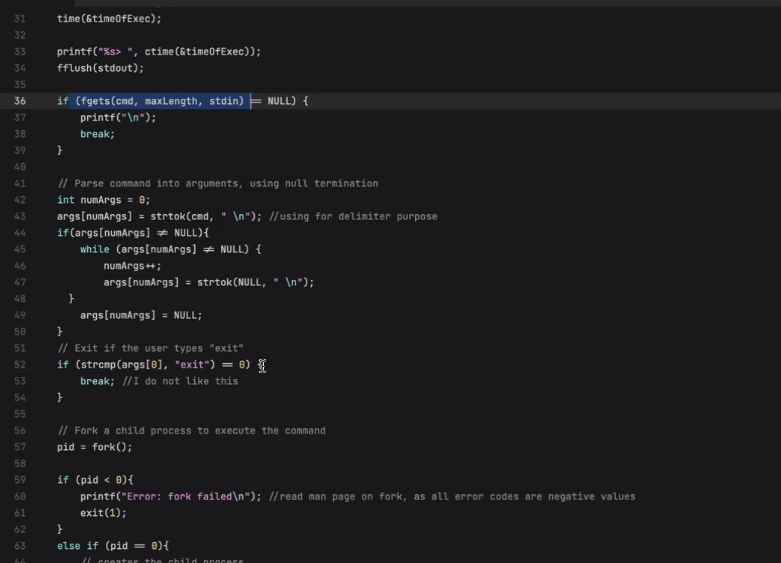 31 time(&timeOfExec);
32
33 printf("%s> ", ctime(&timeOfExec));
34 fflush(stdout);
35
36 if (fgets(cmd, maxLength, stdin) == NULL) {
37 printf("\n");
38 break;
39 }
40
41 // Parse command into arguments, using null termination
42 int numArgs = 0;
43 args[numArgs] = strtok(cmd, " \n"); //using for delimiter purpose
44 if(args[numArgs] ≠ NULL){
45 while (args[numArgs] ≠ NULL) {
46 numArgs++;
47 args[numArgs] = strtok(NULL, " \n");
48 }
49 args[numArgs] = NULL;
50 }
51 // Exit if the user types "exit"
52 if (strcmp(args[0], "exit") == 0) {
53 break; //I do not like this
54 }
55
56 // Fork a child process to execute the command
57 pid = fork();
58
59 if (pid < 0){
60 printf("Error: fork failed\n"); //read man page on fork, as all error codes are negative values
61 exit(1);
62 }
63 else if (pid == 0){
64 // creates the child process